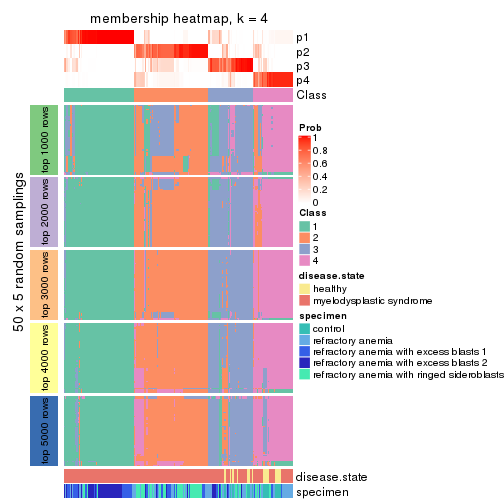 membership heatmap, k = 4
p1
p2
p3
p4
Class
50 x 5 random samplings
top 1000 rows
top 2000 rows
top 3000 rows
top 4000 rows
top 5000 rows
Prob
1
0.8
0.6
0.4
0.2
0
Class
1
2
3
4
disease.state
healthy
myelodysplastic syndrome
specimen
control
refractory anemia
refractory anemia with excess blasts 1
refractory anemia with excess blasts 2
refractory anemia with ringed sideroblasts
disease.state
specimen